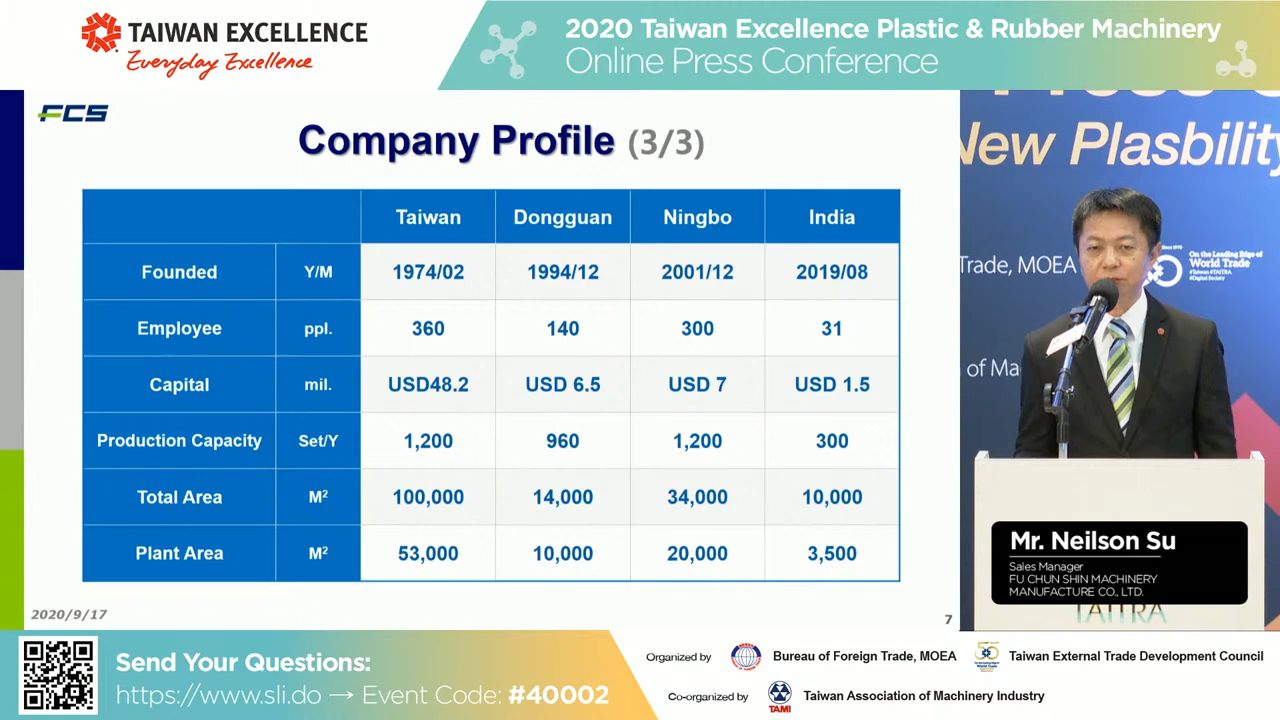 TAIWAN EXCELLENCE
Everyday Excellence
2020 Taiwan Excellence Plastic & Rubber Machinery
Online Press Conference
FCS
Company Profile (3/3)
Taiwan Dongguan Ningbo India
Founded Y/M 1974/02 1994/12 2001/12 2019/08
Employee ppl. 360 140 300 31
Capital mil. USD48.2 USD 6.5 USD 7 USD 1.5
Production Capacity Set/Y 1,200 960 1,200 300
Total Area M² 100,000 14,000 34,000 10,000
Plant Area M² 53,000 10,000 20,000 3,500
2020/9/17
7
New Plasbility
Trade, MOEA
Since 1970
On the Leading Edge of
World Trade
#Taiwan #TAITRA
#Digital Society
of Ma
Mr. Neilson Su
Sales Manager
FU CHUN SHIN MACHINERY
MANUFACTURE CO., LTD.
TAITRA
Send Your Questions:
https://www.sli.do → Event Code: #40002
Organized by Bureau of Foreign Trade, MOEA Taiwan External Trade Development Council
Co-organized by TAMI Taiwan Association of Machinery Industry